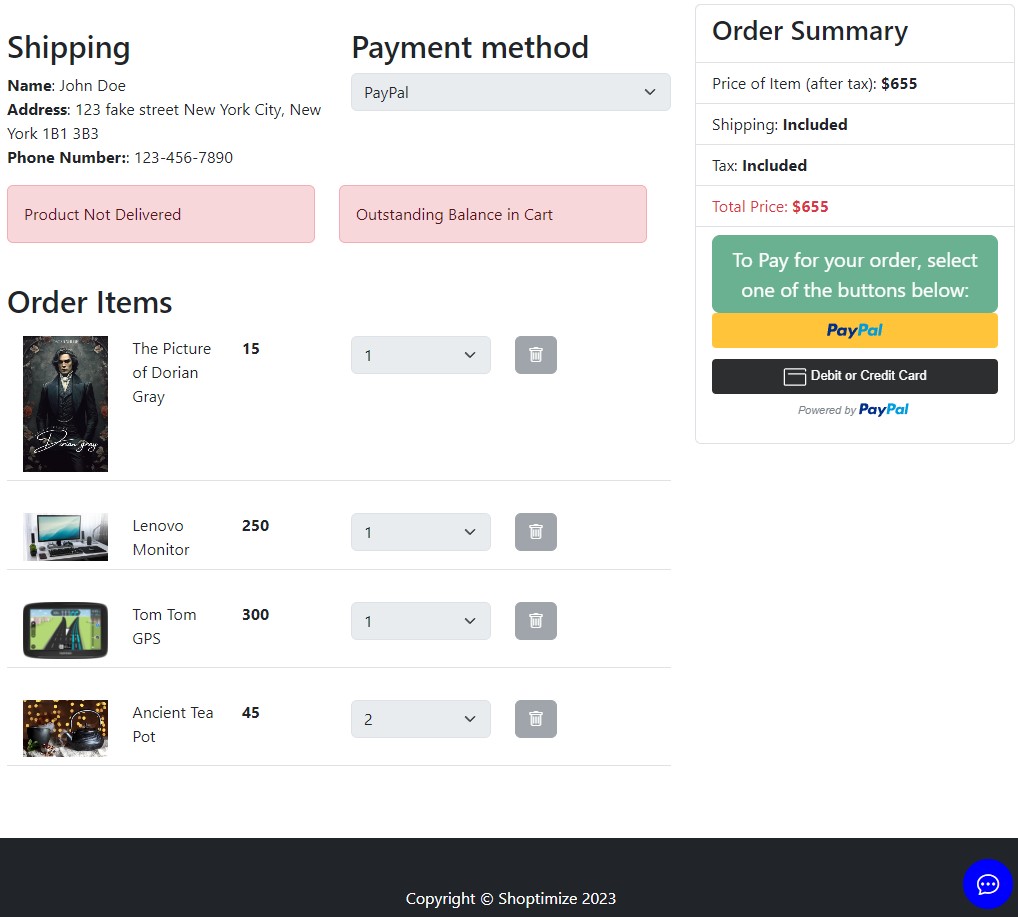 Shipping
Name: John Doe
Address: 123 fake street New York City, New
York 1B1 3B3
Phone Number:: 123-456-7890
Payment method
PayPal
Product Not Delivered
Outstanding Balance in Cart
Order Items
The Picture
of Dorian
Gray
15
1
Dorian gray
Lenovo
Monitor
250
1
Tom Tom
GPS
300
1
Ancient Tea
Pot
45
2
Order Summary
Price of Item (after tax): $655
Shipping: Included
Tax: Included
Total Price: $655
To Pay for your order, select
one of the buttons below:
PayPal
Debit or Credit Card
Powered by PayPal
Copyright © Shoptimize 2023